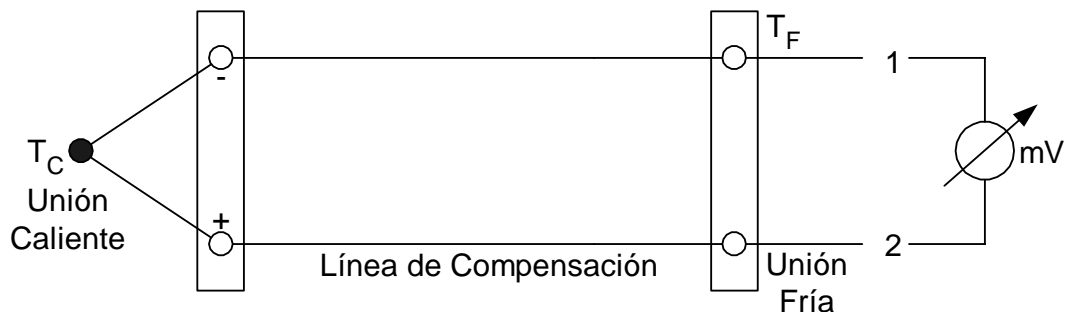 T_F
-
1
T_C
Unión
Caliente
mV
+
Línea de Compensación
2
Unión
Fría